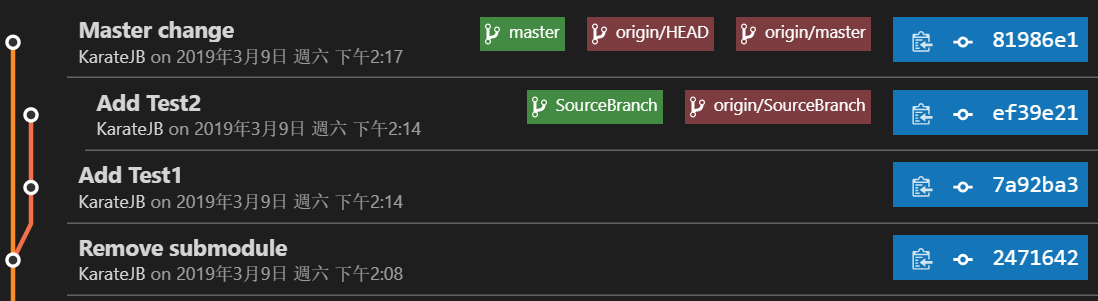 Master change master origin/HEAD origin/master 81986e1
KarateJB on 2019年3月9日 週六 下午2:17
Add Test2 SourceBranch origin/SourceBranch ef39e21
KarateJB on 2019年3月9日 週六 下午2:14
Add Test1 7a92ba3
KarateJB on 2019年3月9日 週六 下午2:14
Remove submodule 2471642
KarateJB on 2019年3月9日 週六 下午2:08